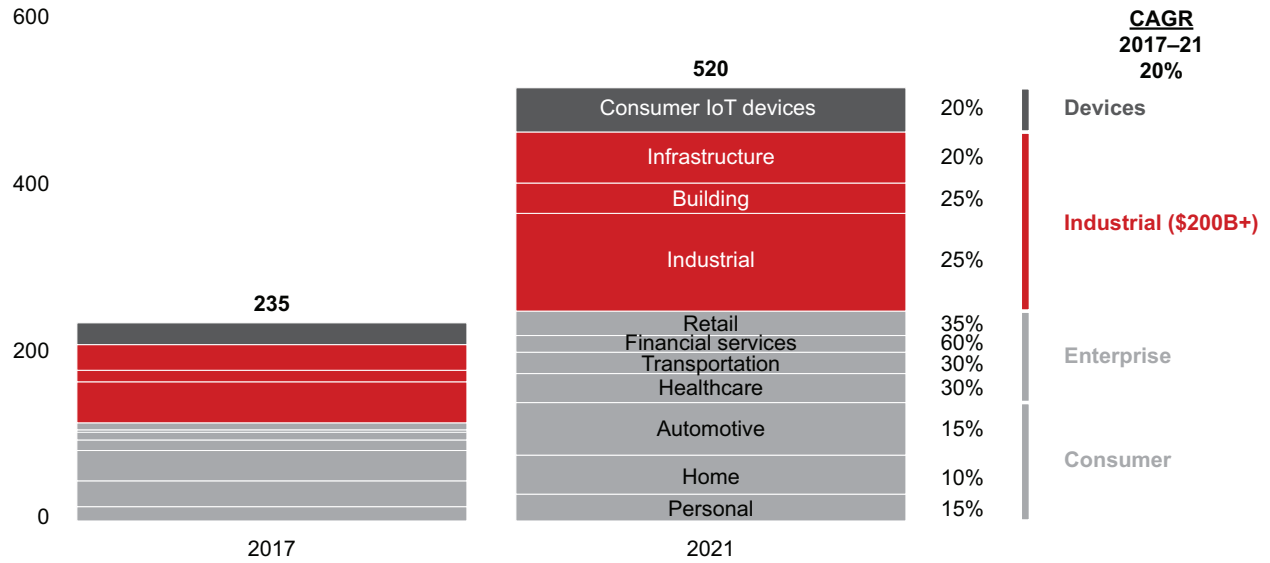 600
CAGR
2017–21
20%
520
Consumer IoT devices 20% Devices
Infrastructure 20%
400
Building 25%
Industrial ($200B+)
Industrial 25%
235
Retail 35%
Financial services 60%
200
Enterprise
Transportation 30%
Healthcare 30%
Automotive 15%
Consumer
Home 10%
Personal 15%
0
2017 2021